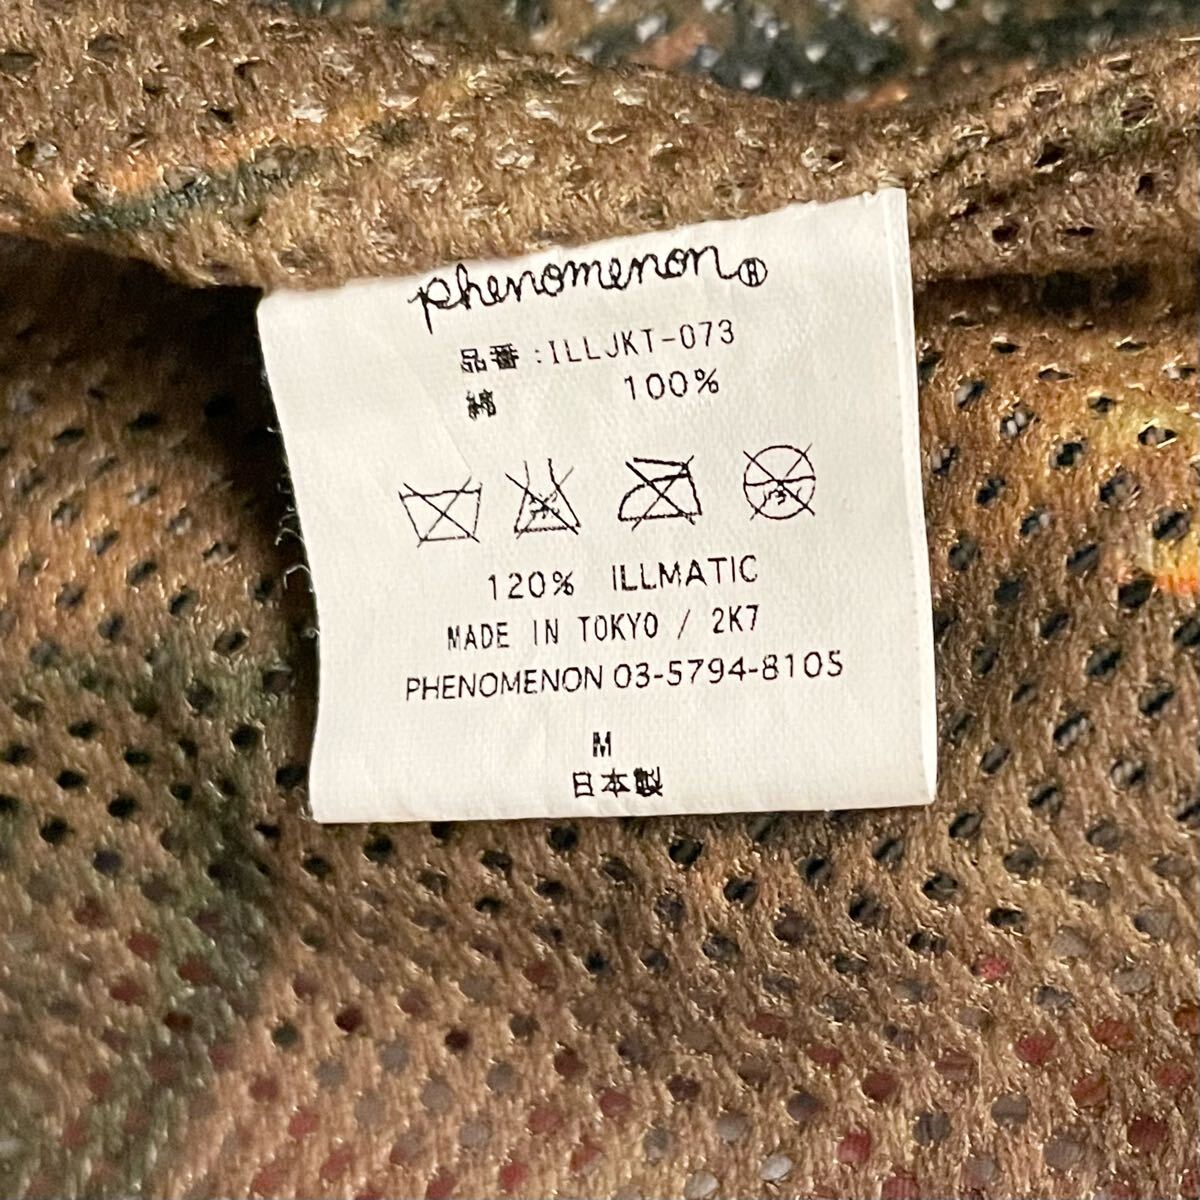 phenomenon®
品番:ILLJKT-073
綿 100%
120% ILLMATIC
MADE IN TOKYO / 2K7
PHENOMENON 03-5794-8105
M
日本製